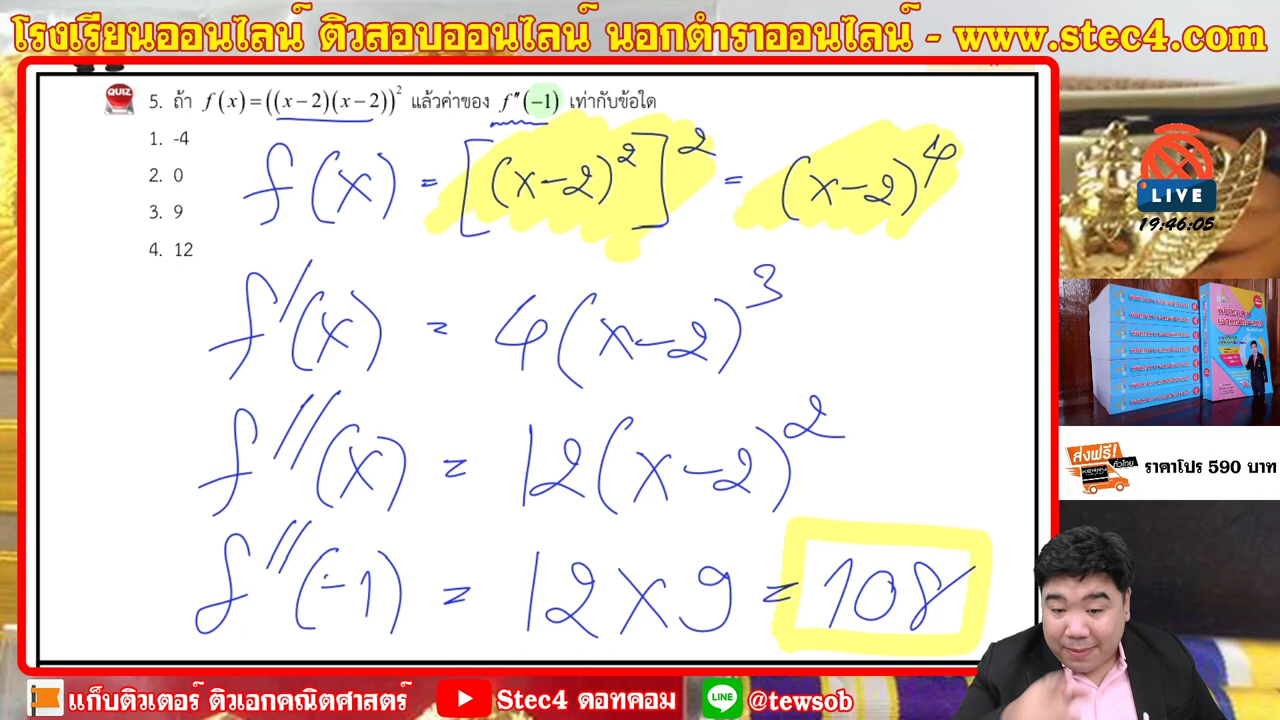 โรงเรียนออนไลน์ ติวสอบออนไลน์ นอกตำราออนไลน์ - www.stec4.com
QUIZ 5. ถ้า f(x)=((x−2)(x−2))² แล้วค่าของ f″(−1) เท่ากับข้อใด
1. -4
2. 0
3. 9
4. 12
f(x) = [(x−2)²]² = (x−2)⁴
f′(x) = 4(x−2)³
f″(x) = 12(x−2)²
f″(−1) = 12 × 9 = 108
LIVE
19:46:05
ส่งฟรี!
ทั่วไทย
KERRY
ราคาโปร 590 บาท
แก็บติวเตอร์ ติวเอกคณิตศาสตร์
Stec4 ดอทคอม
LINE
@tewsob